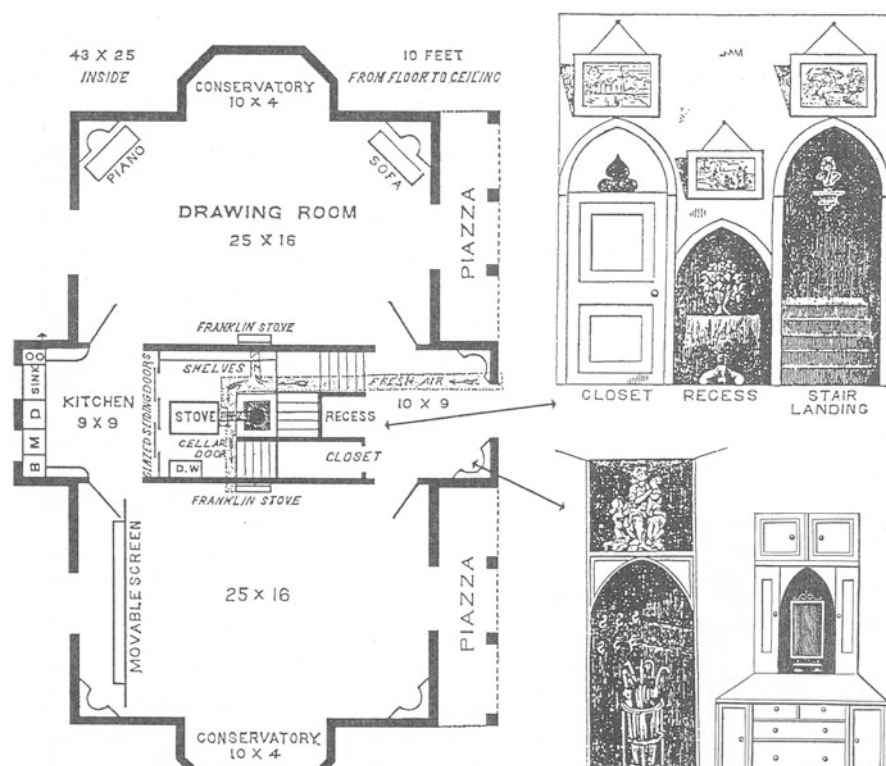 43 X 25
INSIDE
10 FEET
FROM FLOOR TO CEILING
CONSERVATORY
10 X 4
PIANO
SOFA
DRAWING ROOM
25 X 16
PIAZZA
FRANKLIN STOVE
SHELVES
FRESH AIR
10 X 9
SINK
D
M
B
KITCHEN
9 X 9
GLAZED SLIDING DOORS
STOVE
RECESS
CELLAR
DOOR
D.W
CLOSET
FRANKLIN STOVE
MOVABLE SCREEN
25 X 16
PIAZZA
CONSERVATORY
10 X 4
CLOSET
RECESS
STAIR
LANDING